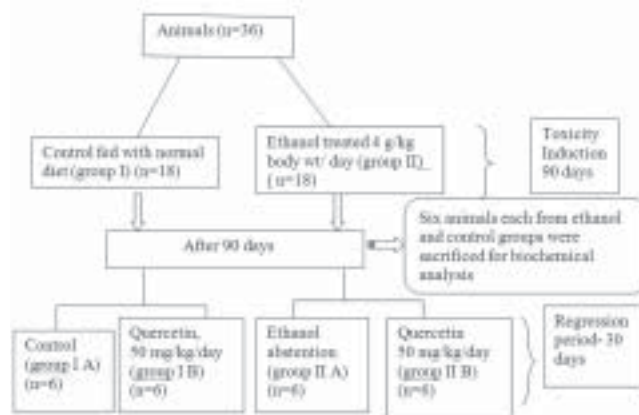 Animals (n=36)
Control fed with normal
diet (group I) (n=18)
Ethanol treated 4 g/kg
body wt/ day (group II)
( n=18)
Toxicity
Induction
90 days
After 90 days
Six animals each from ethanol
and control groups were
sacrificed for biochemical
analysis
Control
(group I A)
(n=6)
Quercetin,
50 mg/kg/day
(group I B)
(n=6)
Ethanol
abstention
(group II A)
(n=6)
Quercetin
50 mg/kg/day
(group II B)
(n=6)
Regression
period- 30
days